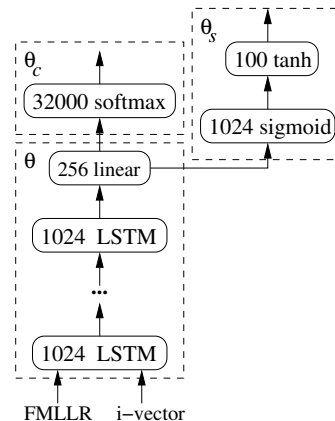 θs
100 tanh
1024 sigmoid
θc
32000 softmax
θ
256 linear
1024 LSTM
...
1024 LSTM
FMLLR
i−vector